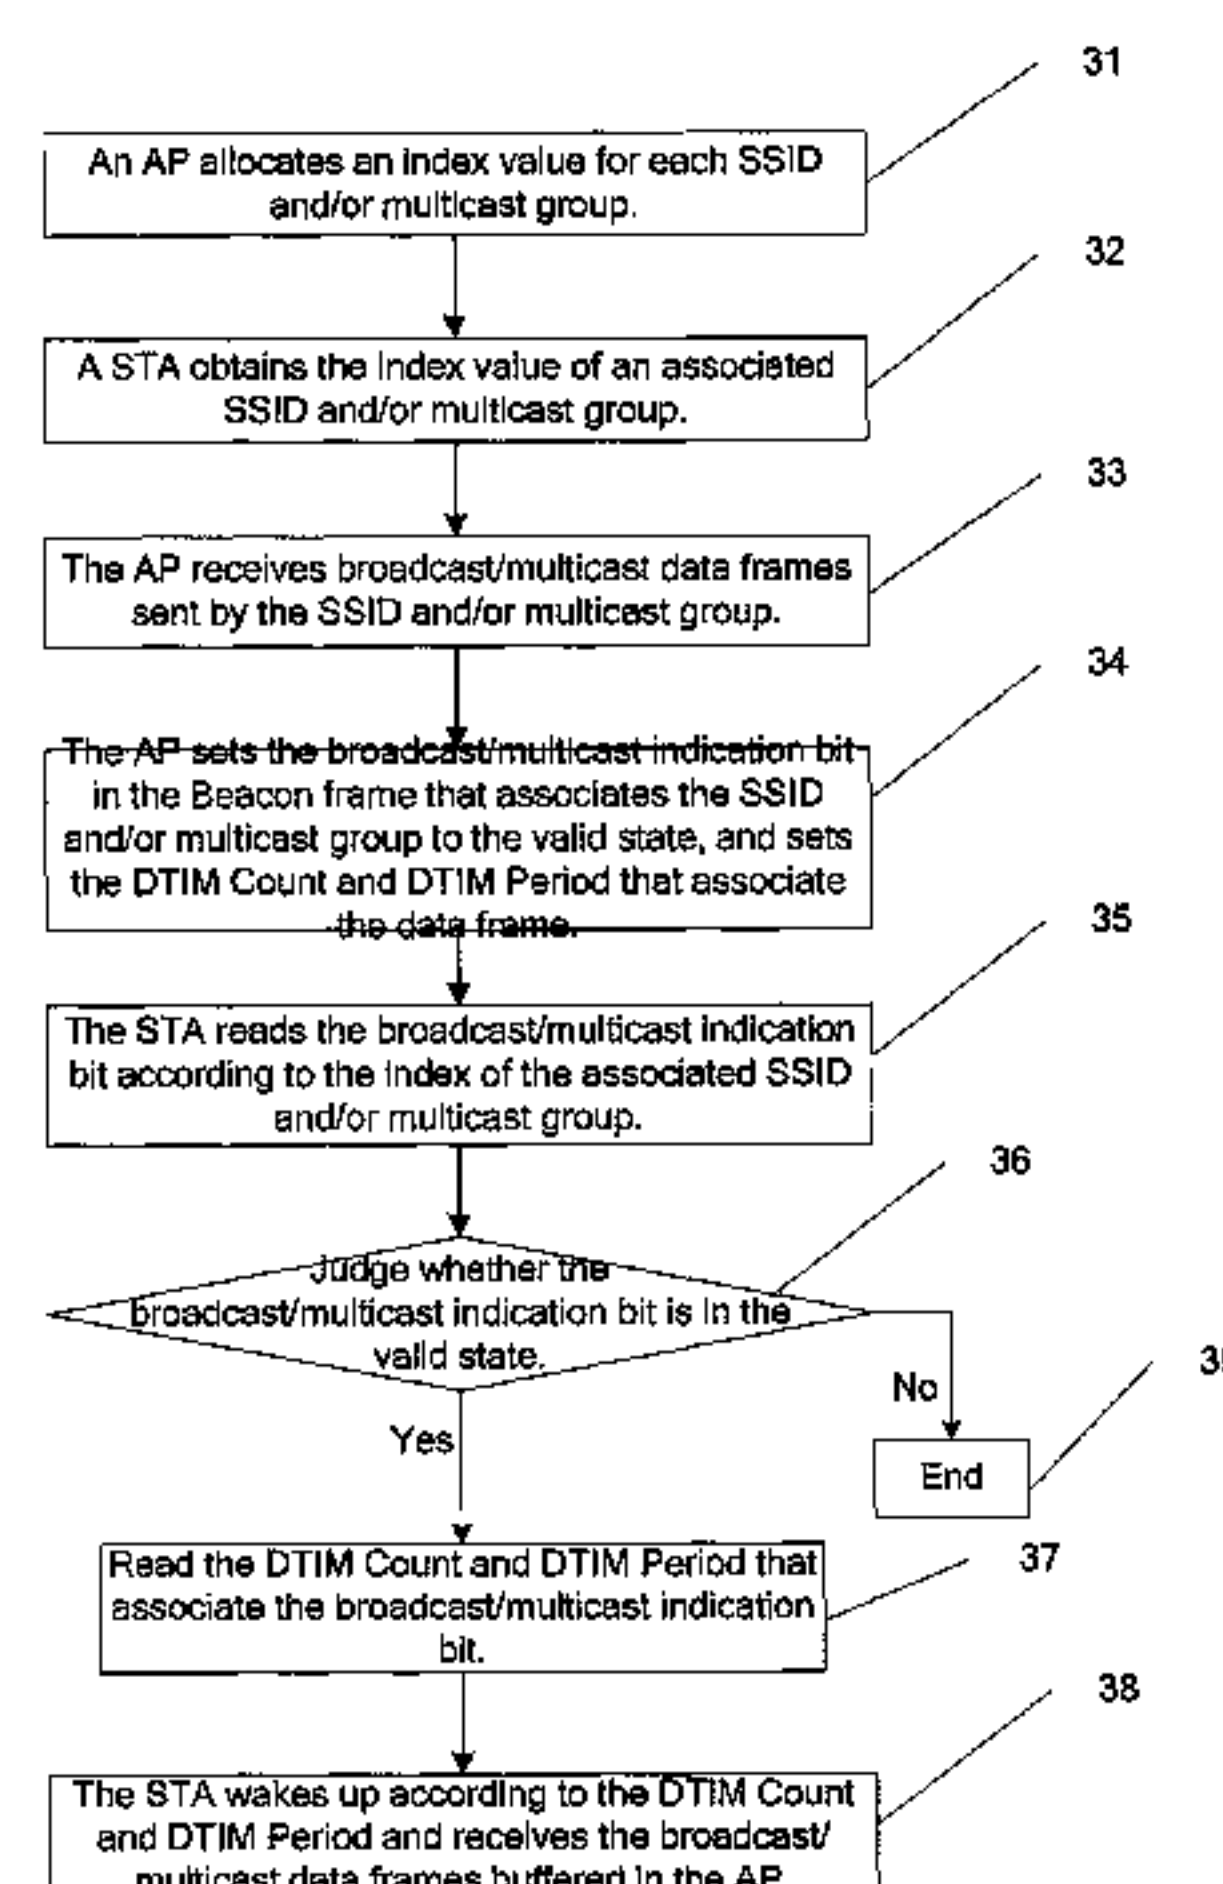 31
An AP allocates an index value for each SSID
and/or multicast group.
32
A STA obtains the index value of an associated
SSID and/or multicast group.
33
The AP receives broadcast/multicast data frames
sent by the SSID and/or multicast group.
34
The AP sets the broadcast/multicast indication bit
in the Beacon frame that associates the SSID
and/or multicast group to the valid state, and sets
the DTIM Count and DTIM Period that associate
the data frame.
35
The STA reads the broadcast/multicast indication
bit according to the index of the associated SSID
and/or multicast group.
36
Judge whether the
broadcast/multicast indication bit is in the
valid state.
No
Yes
End
37
Read the DTIM Count and DTIM Period that
associate the broadcast/multicast indication
bit.
38
The STA wakes up according to the DTIM Count
and DTIM Period and receives the broadcast/
multicast data frames buffered in the AP